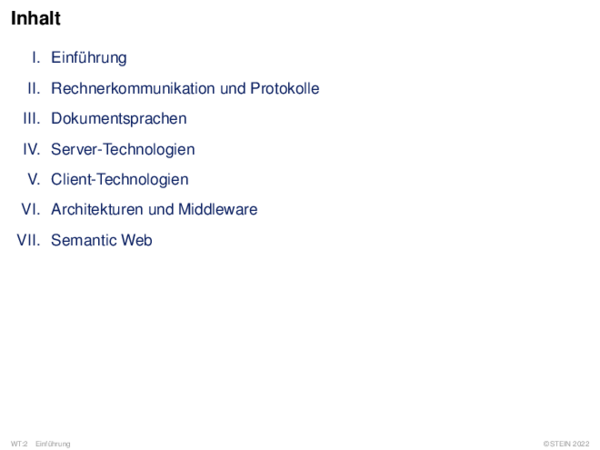 Inhalt
I. Einführung
II. Rechnerkommunikation und Protokolle
III. Dokumentsprachen
IV. Server-Technologien
V. Client-Technologien
VI. Architekturen und Middleware
VII. Semantic Web
WT:2 Einführung ©STEIN 2022